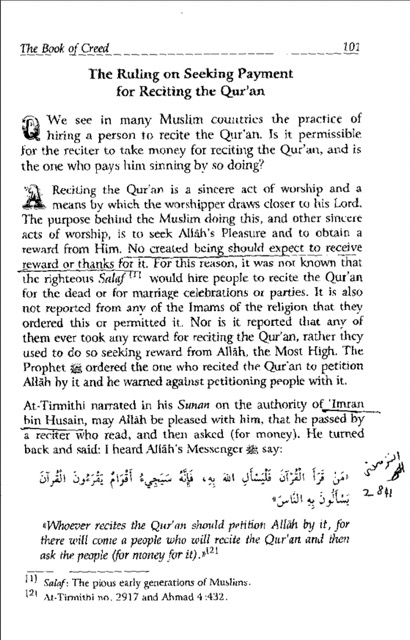 The Book of Creed 101
The Ruling on Seeking Payment
for Reciting the Qur'an
Q We see in many Muslim countries the practice of
hiring a person to recite the Qur'an. Is it permissible
for the reciter to take money for reciting the Qur'an, and is
the one who pays him sinning by so doing?
A Reciting the Qur'an is a sincere act of worship and a
means by which the worshipper draws closer to his Lord.
The purpose behind the Muslim doing this, and other sincere
acts of worship, is to seek Allâh's Pleasure and to obtain a
reward from Him. No created being should expect to receive
reward or thanks for it. For this reason, it was not known that
the righteous Salaf [1] would hire people to recite the Qur'an
for the dead or for marriage celebrations or parties. It is also
not reported from any of the Imams of the religion that they
ordered this or permitted it. Nor is it reported that any of
them ever took any reward for reciting the Qur'an, rather they
used to do so seeking reward from Allâh, the Most High. The
Prophet ﷺ ordered the one who recited the Qur'an to petition
Allâh by it and he warned against petitioning people with it.
At-Tirmithi narrated in his Sunan on the authority of 'Imran
bin Husain, may Allâh be pleased with him, that he passed by
a reciter who read, and then asked (for money). He turned
back and said: I heard Allâh's Messenger ﷺ say:
«مَنْ قَرَأَ الْقُرْآنَ فَلْيَسْأَلِ اللهَ بِهِ، فَإِنَّهُ سَيَجِيءُ أَقْوَامٌ يَقْرَءُونَ الْقُرْآنَ
يَسْأَلُونَ بِهِ النَّاسَ»
2841
«Whoever recites the Qur'an should petition Allâh by it, for
there will come a people who will recite the Qur'an and then
ask the people (for money for it).»[2]
[1] Salaf: The pious early generations of Muslims.
[2] At-Tirmithi no. 2917 and Ahmad 4:432.